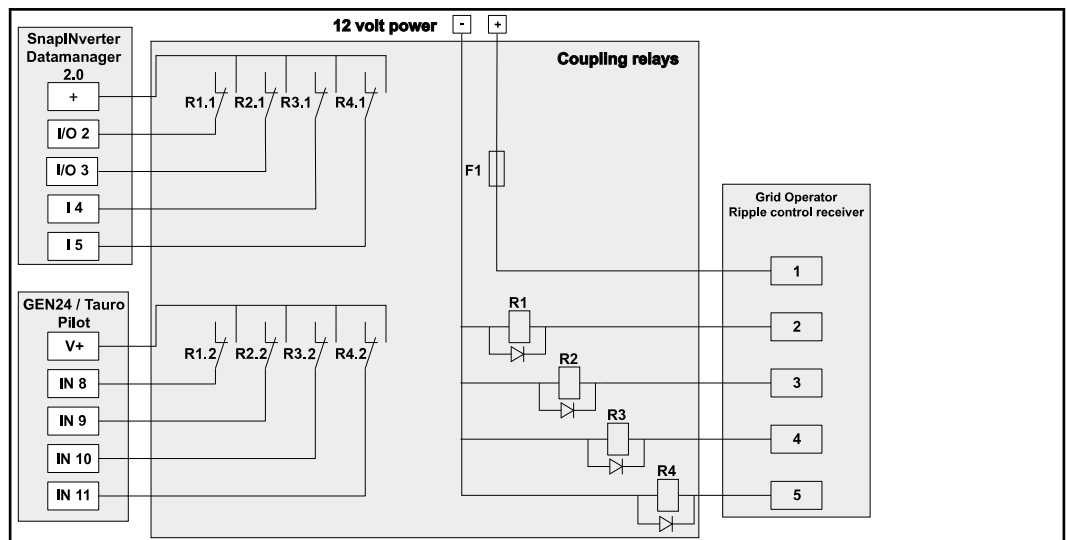 12 volt power
-
+
SnapINverter
Datamanager
2.0
+
I/O 2
I/O 3
I 4
I 5
R1.1
R2.1
R3.1
R4.1
Coupling relays
F1
Grid Operator
Ripple control receiver
1
2
3
4
5
GEN24 / Tauro
Pilot
V+
IN 8
IN 9
IN 10
IN 11
R1.2
R2.2
R3.2
R4.2
R1
R2
R3
R4